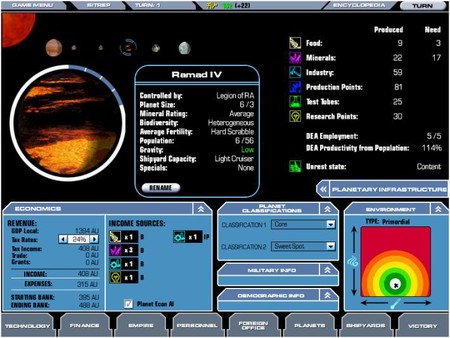 GAME MENU
SITREP
TURN: 1
(+22)
ENCYCLOPEDIA
TURN
Produced Need
Food: 9 3
Minerals: 22 17
Industry: 59
Production Points: 81
Test Tubes: 25
Research Points: 30
DEA Employment: 5/5
DEA Productivity from Population: 114%
Unrest state: Content
Ramad IV
Controlled by: Legion of RA
Planet Size: 6 / 3
Mineral Rating: Average
Biodiversity: Heterogeneous
Average Fertility: Hard Scrabble
Population: 6 /56
Gravity: Low
Shipyard Capacity: Light Cruiser
Specials: None
RENAME
PLANETARY INFRASTRUCTURE
ECONOMICS
REVENUE:
GDP Local: 1394 AU
Tax Rates: 24%
Tax Income: 409 AU
Trade: 0 AU
Grants: 0 AU
INCOME: 408 AU
EXPENSES: 315 AU
STARTING BANK: 395 AU
ENDING BANK: 488 AU
INCOME SOURCES:
x 1
x 3
x 1
x 1
x 1 IP
Planet Econ AI
PLANET CLASSIFICATIONS
CLASSIFICATION 1 Core
CLASSIFICATION 2 Sweet Spot
MILITARY INFO
DEMOGRAPHIC INFO
ENVIRONMENT
TYPE: Primordial
TECHNOLOGY
FINANCE
EMPIRE
PERSONNEL
FOREIGN OFFICE
PLANETS
SHIPYARDS
VICTORY